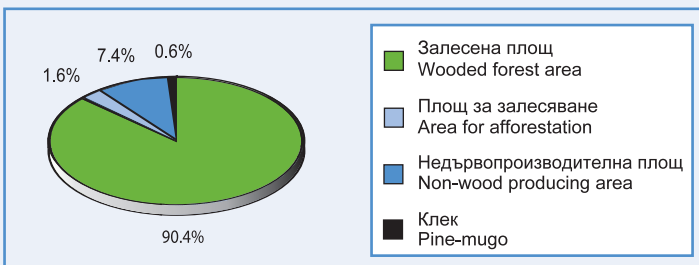 7.4%
0.6%
1.6%
90.4%
Залесена площ
Wooded forest area
Площ за залесяване
Area for afforestation
Недървопроизводителна площ
Non-wood producing area
Клек
Pine-mugo